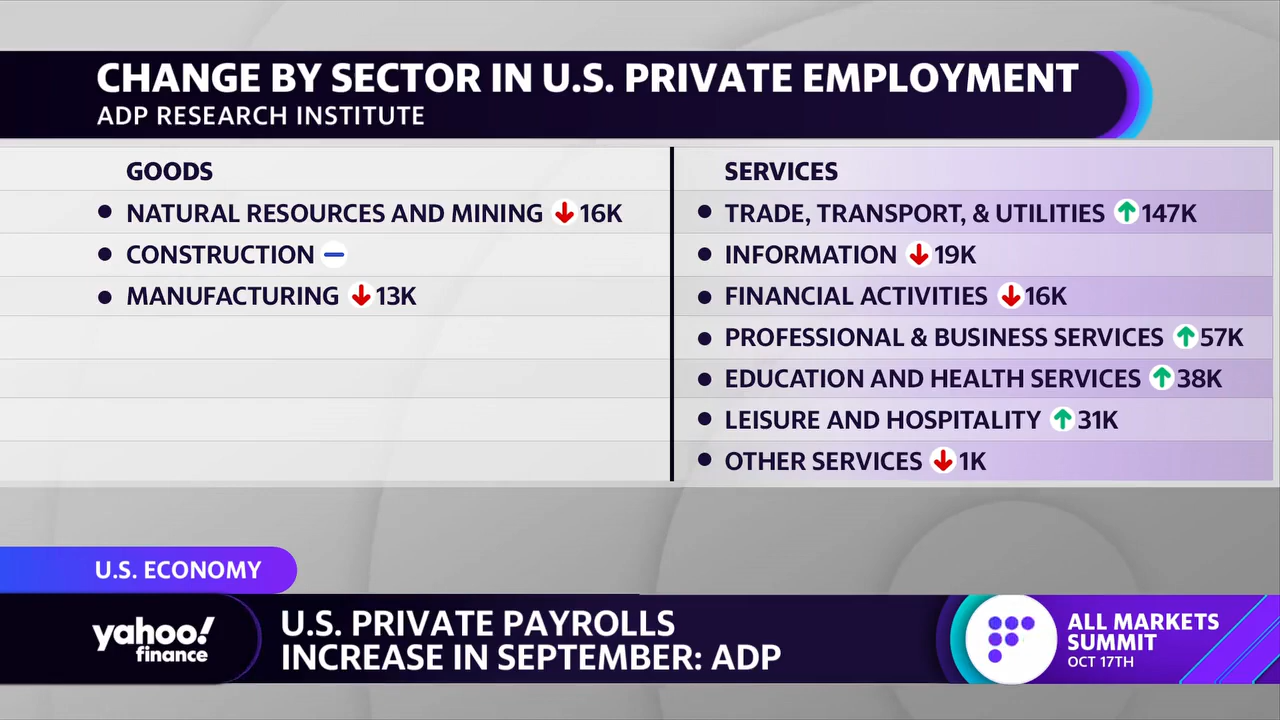 CHANGE BY SECTOR IN U.S. PRIVATE EMPLOYMENT
ADP RESEARCH INSTITUTE
GOODS
• NATURAL RESOURCES AND MINING ↓ 16K
• CONSTRUCTION –
• MANUFACTURING ↓ 13K
SERVICES
• TRADE, TRANSPORT, & UTILITIES ↑ 147K
• INFORMATION ↓ 19K
• FINANCIAL ACTIVITIES ↓ 16K
• PROFESSIONAL & BUSINESS SERVICES ↑ 57K
• EDUCATION AND HEALTH SERVICES ↑ 38K
• LEISURE AND HOSPITALITY ↑ 31K
• OTHER SERVICES ↓ 1K
U.S. ECONOMY
yahoo!
finance
U.S. PRIVATE PAYROLLS
INCREASE IN SEPTEMBER: ADP
ALL MARKETS
SUMMIT
OCT 17TH